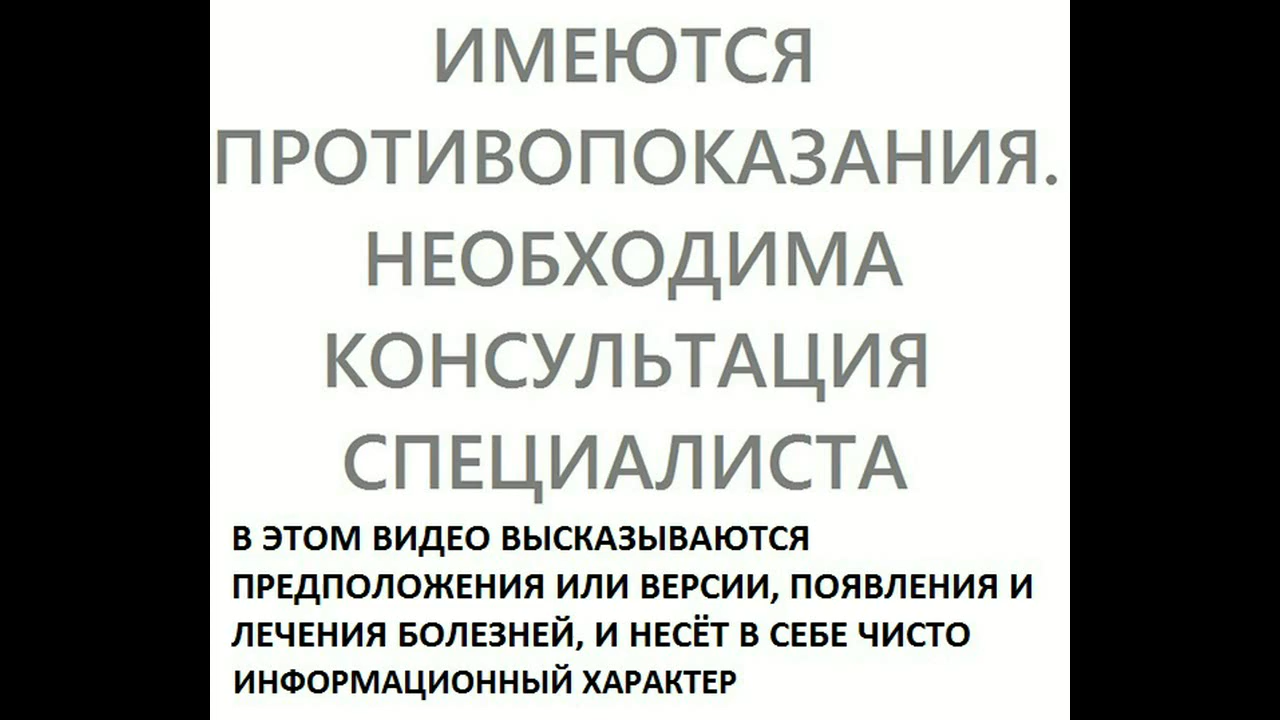 ИМЕЮТСЯ
ПРОТИВОПОКАЗАНИЯ.
НЕОБХОДИМА
КОНСУЛЬТАЦИЯ
СПЕЦИАЛИСТА
В ЭТОМ ВИДЕО ВЫСКАЗЫВАЮТСЯ
ПРЕДПОЛОЖЕНИЯ ИЛИ ВЕРСИИ, ПОЯВЛЕНИЯ И
ЛЕЧЕНИЯ БОЛЕЗНЕЙ, И НЕСЁТ В СЕБЕ ЧИСТО
ИНФОРМАЦИОННЫЙ ХАРАКТЕР